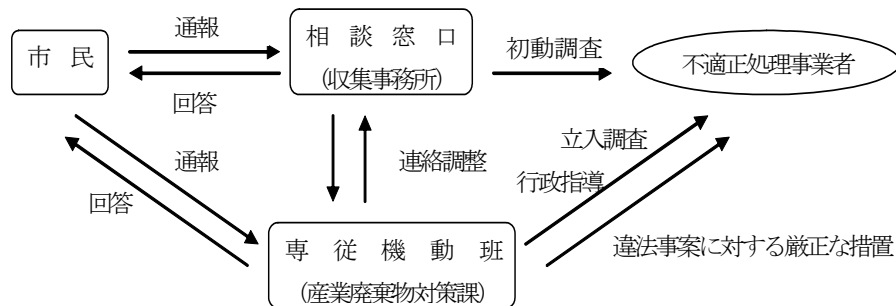 通報
市　民
相　談　窓　口
(収集事務所)
初動調査
不適正処理事業者
回答
通報
連絡調整
立入調査
行政指導
回答
専　従　機　動　班
(産業廃棄物対策課)
違法事案に対する厳正な措置